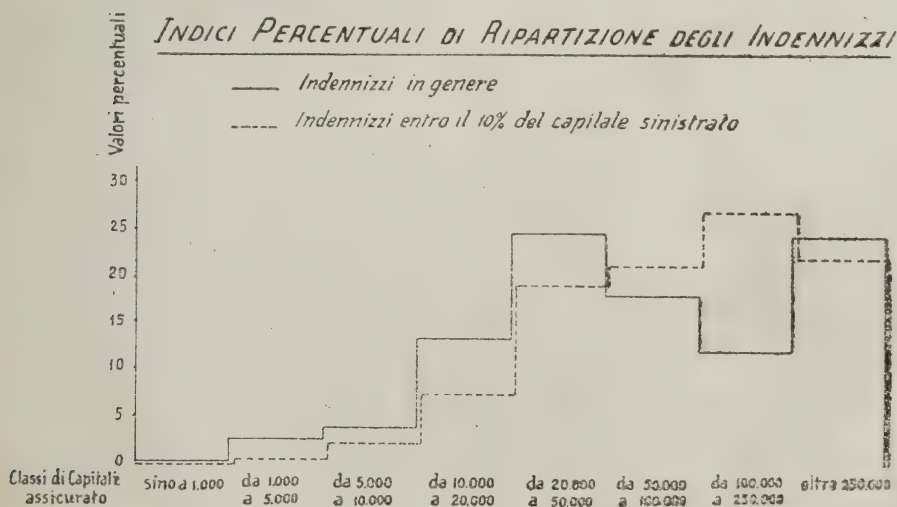 INDICI PERCENTUALI DI RIPARTIZIONE DEGLI INDENNIZZI
Indennizzi in genere
Indennizzi entro il 10% del capitale sinistrato
Valori percentuali
30
25
20
15
10
5
0
Classi di Capitale
assicurato
sino a 1.000
da 1.000
a 5.000
da 5.000
a 10.000
da 10.000
a 20.000
da 20.000
a 50.000
da 50.000
a 100.000
da 100.000
a 250.000
oltre 250.000